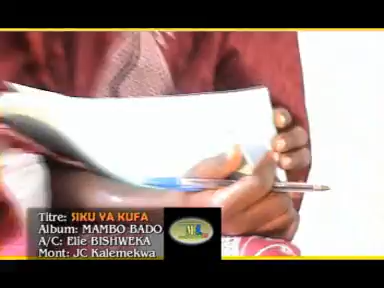 Titre: SIKU YA KUFA
Album: MAMBO BADO
A/C: Elie BISHWEKA
Mont: JC Kalemekwa